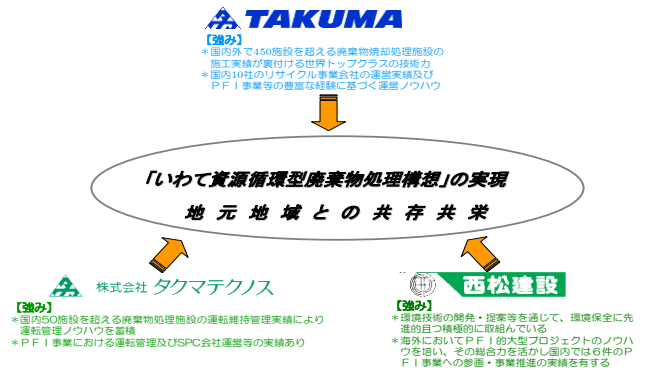 TAKUMA
【強み】
＊国内外で450施設を超える廃棄物焼却処理施設の
施工実績が裏付ける世界トップクラスの技術力
＊国内10社のリサイクル事業会社の運営実績及び
ＰＦＩ事業等の豊富な経験に基づく運営ノウハウ
「いわて資源循環型廃棄物処理構想」の実現
地元地域との共存共栄
株式会社 タクマテクノス
【強み】
＊国内50施設を超える廃棄物処理施設の運転維持管理実績により
運転管理ノウハウを蓄積
＊ＰＦＩ事業における運転管理及びSPC会社運営等の実績あり
西松建設
【強み】
＊環境技術の開発・提案等を通じて、環境保全に先
進的且つ積極的に取組んでいる
＊海外においてＰＦＩ的大型プロジェクトのノウハ
ウを培い、その総合力を活かし国内では６件のＰ
ＦＩ事業への参画・事業推進の実績を有する